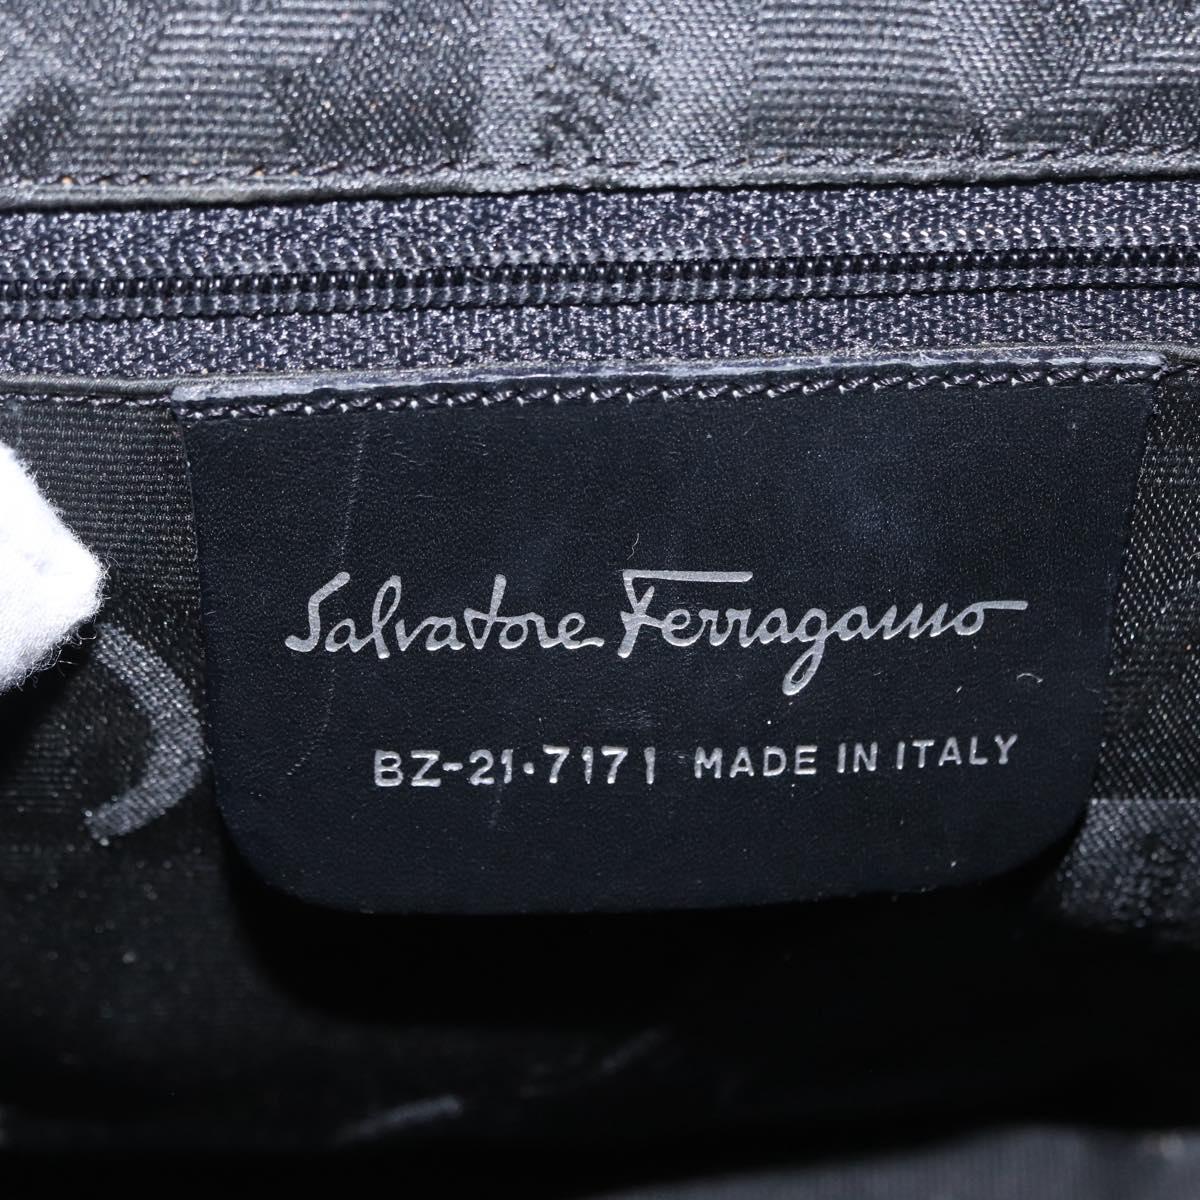 Salvatore Ferragamo
BZ-21·7171 MADE IN ITALY